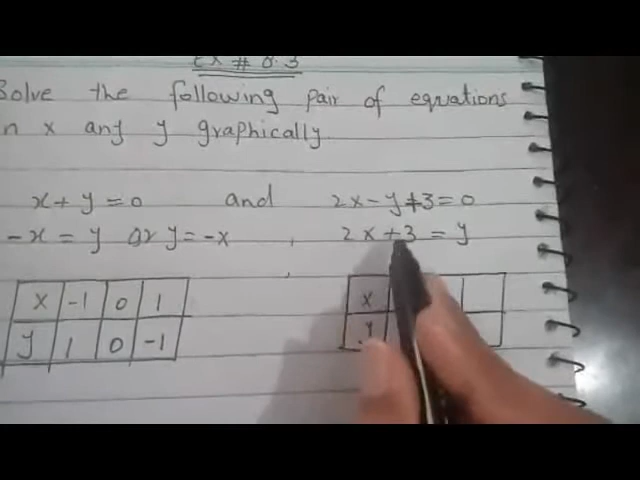 Ex # 8.3
Solve the following pair of equations
in x any y graphically
x + y = 0 and 2x - y + 3 = 0
-x = y or y = -x , 2x + 3 = y
x -1 0 1 x
y 1 0 -1 y